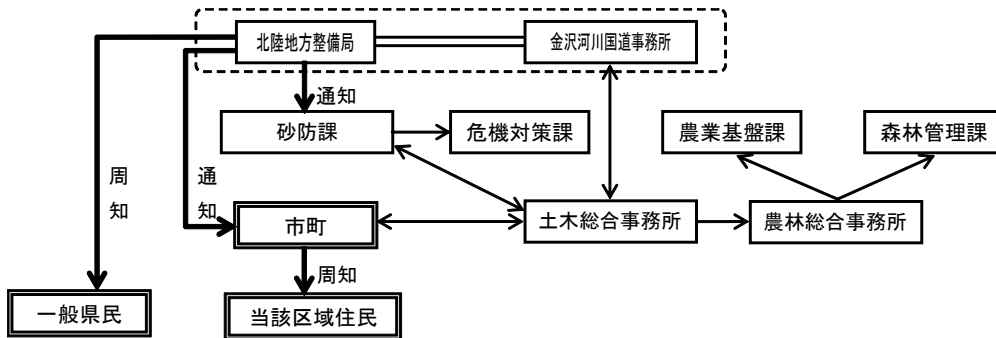 北陸地方整備局
金沢河川国道事務所
通知
砂防課
危機対策課
農業基盤課
森林管理課
周知
通知
市町
土木総合事務所
農林総合事務所
周知
一般県民
当該区域住民